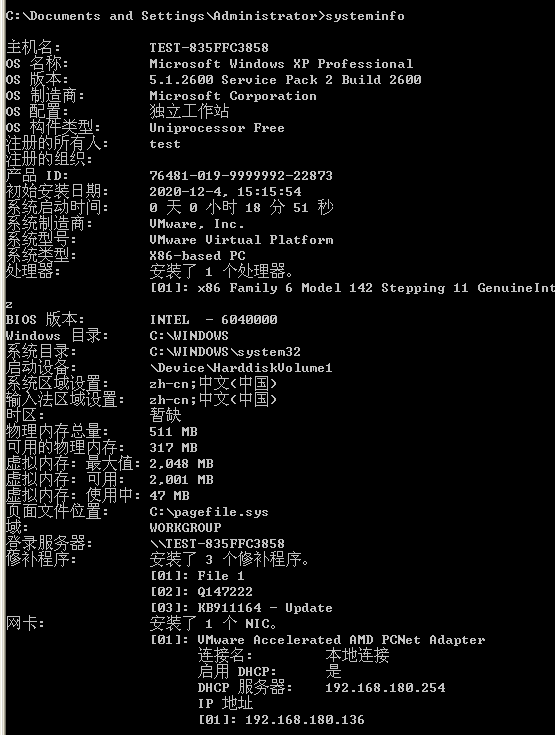 C:\Documents and Settings\Administrator>systeminfo
主机名: TEST-835FFC3858
OS 名称: Microsoft Windows XP Professional
OS 版本: 5.1.2600 Service Pack 2 Build 2600
OS 制造商: Microsoft Corporation
OS 配置: 独立工作站
OS 构件类型: Uniprocessor Free
注册的所有人: test
注册的组织:
产品 ID: 76481-019-9999992-22873
初始安装日期: 2020-12-4, 15:15:54
系统启动时间: 0 天 0 小时 18 分 51 秒
系统制造商: VMware, Inc.
系统型号: VMware Virtual Platform
系统类型: X86-based PC
处理器: 安装了 1 个处理器。
[01]: x86 Family 6 Model 142 Stepping 11 GenuineInt
z
BIOS 版本: INTEL  - 6040000
Windows 目录: C:\WINDOWS
系统目录: C:\WINDOWS\system32
启动设备: \Device\HarddiskVolume1
系统区域设置: zh-cn;中文(中国)
输入法区域设置: zh-cn;中文(中国)
时区: 暂缺
物理内存总量: 511 MB
可用的物理内存: 317 MB
虚拟内存: 最大值: 2,048 MB
虚拟内存: 可用: 2,001 MB
虚拟内存: 使用中: 47 MB
页面文件位置: C:\pagefile.sys
域: WORKGROUP
登录服务器: \\TEST-835FFC3858
修补程序: 安装了 3 个修补程序。
[01]: File 1
[02]: Q147222
[03]: KB911164 - Update
网卡: 安装了 1 个 NIC。
[01]: VMware Accelerated AMD PCNet Adapter
连接名: 本地连接
启用 DHCP: 是
DHCP 服务器: 192.168.180.254
IP 地址
[01]: 192.168.180.136